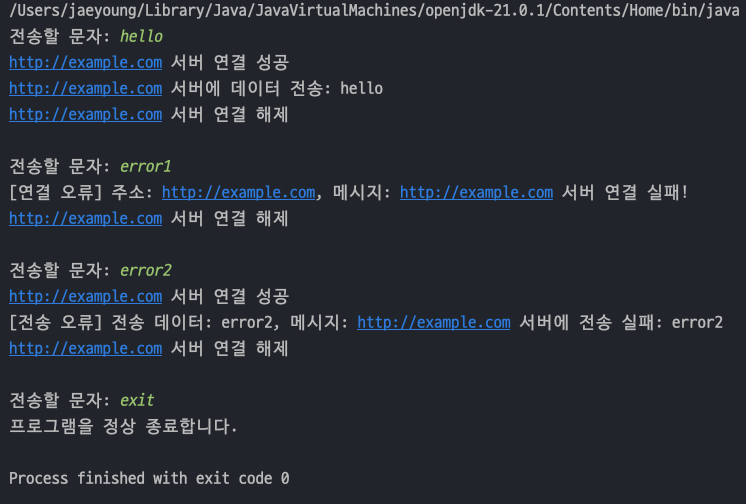 /Users/jaeyoung/Library/Java/JavaVirtualMachines/openjdk-21.0.1/Contents/Home/bin/java
전송할 문자: hello
http://example.com 서버 연결 성공
http://example.com 서버에 데이터 전송: hello
http://example.com 서버 연결 해제
전송할 문자: error1
[연결 오류] 주소: http://example.com, 메시지: http://example.com 서버 연결 실패!
http://example.com 서버 연결 해제
전송할 문자: error2
http://example.com 서버 연결 성공
[전송 오류] 전송 데이터: error2, 메시지: http://example.com 서버에 전송 실패: error2
http://example.com 서버 연결 해제
전송할 문자: exit
프로그램을 정상 종료합니다.
Process finished with exit code 0